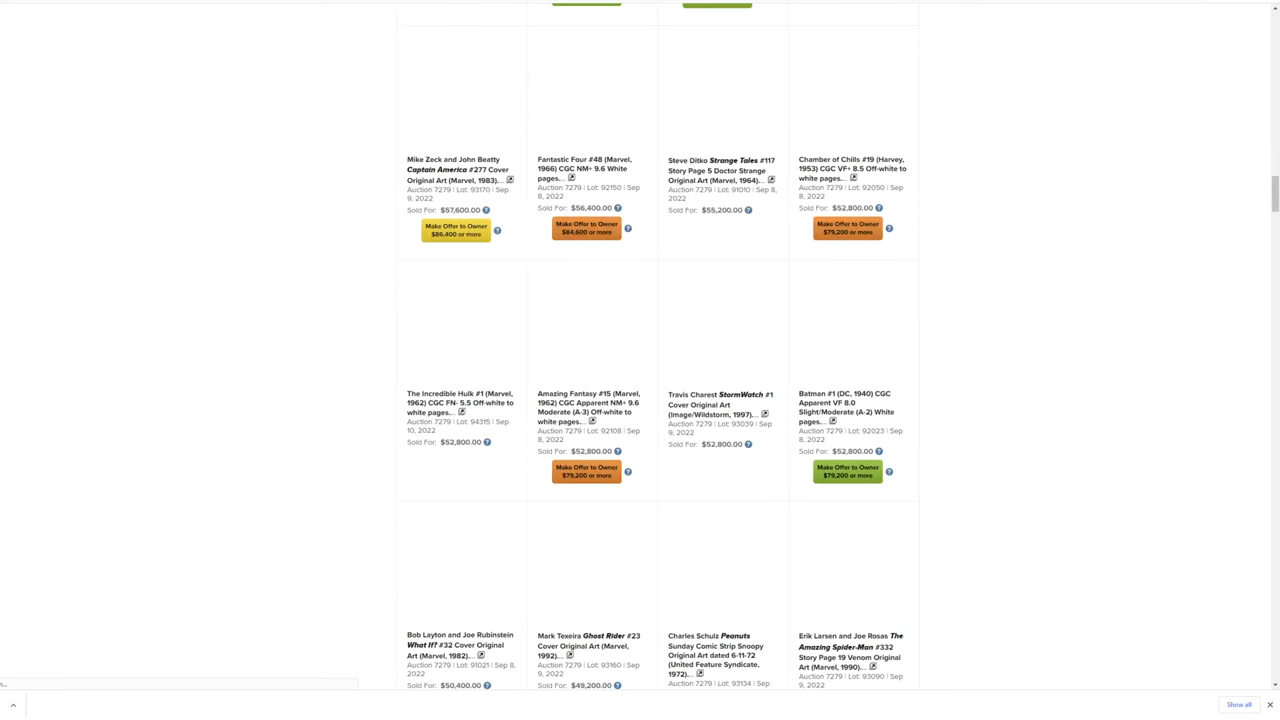 Mike Zeck and John Beatty
Captain America #277 Cover
Original Art (Marvel, 1983)....
Auction 7279 | Lot: 93170 | Sep
9, 2022
Sold For: $57,600.00
Make Offer to Owner
$86,400 or more
Fantastic Four #48 (Marvel,
1966) CGC NM+ 9.6 White
pages....
Auction 7279 | Lot: 92150 | Sep
8, 2022
Sold For: $56,400.00
Make Offer to Owner
$84,600 or more
Steve Ditko Strange Tales #117
Story Page 5 Doctor Strange
Original Art (Marvel, 1964)....
Auction 7279 | Lot: 91010 | Sep 8,
2022
Sold For: $55,200.00
Chamber of Chills #19 (Harvey,
1953) CGC VF+ 8.5 Off-white to
white pages....
Auction 7279 | Lot: 92050 | Sep
8, 2022
Sold For: $52,800.00
Make Offer to Owner
$79,200 or more
The Incredible Hulk #1 (Marvel,
1962) CGC FN- 5.5 Off-white to
white pages....
Auction 7279 | Lot: 94315 | Sep
10, 2022
Sold For: $52,800.00
Amazing Fantasy #15 (Marvel,
1962) CGC Apparent NM+ 9.6
Moderate (A-3) Off-white to
white pages....
Auction 7279 | Lot: 92108 | Sep
8, 2022
Sold For: $52,800.00
Make Offer to Owner
$79,200 or more
Travis Charest StormWatch #1
Cover Original Art
(Image/Wildstorm, 1997)....
Auction 7279 | Lot: 93039 | Sep
9, 2022
Sold For: $52,800.00
Batman #1 (DC, 1940) CGC
Apparent VF 8.0
Slight/Moderate (A-2) White
pages....
Auction 7279 | Lot: 92023 | Sep
8, 2022
Sold For: $52,800.00
Make Offer to Owner
$79,200 or more
Bob Layton and Joe Rubinstein
What If? #32 Cover Original
Art (Marvel, 1982)....
Auction 7279 | Lot: 91021 | Sep 8,
2022
Sold For: $50,400.00
Mark Texeira Ghost Rider #23
Cover Original Art (Marvel,
1992)....
Auction 7279 | Lot: 93160 | Sep
9, 2022
Sold For: $49,200.00
Charles Schulz Peanuts
Sunday Comic Strip Snoopy
Original Art dated 6-11-72
(United Feature Syndicate,
1972)....
Auction 7279 | Lot: 93134 | Sep
Erik Larsen and Joe Rosas The
Amazing Spider-Man #332
Story Page 19 Venom Original
Art (Marvel, 1990)....
Auction 7279 | Lot: 93090 | Sep
9, 2022
Show all